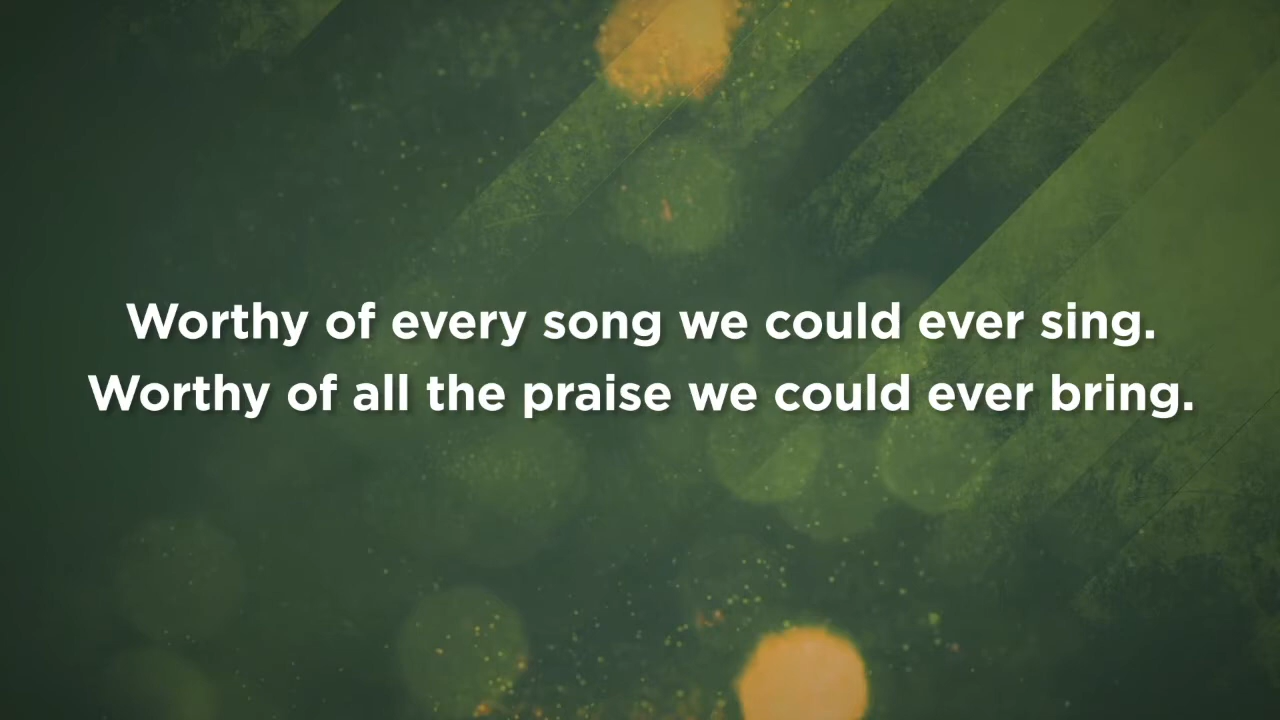 Worthy of every song we could ever sing.
Worthy of all the praise we could ever bring.